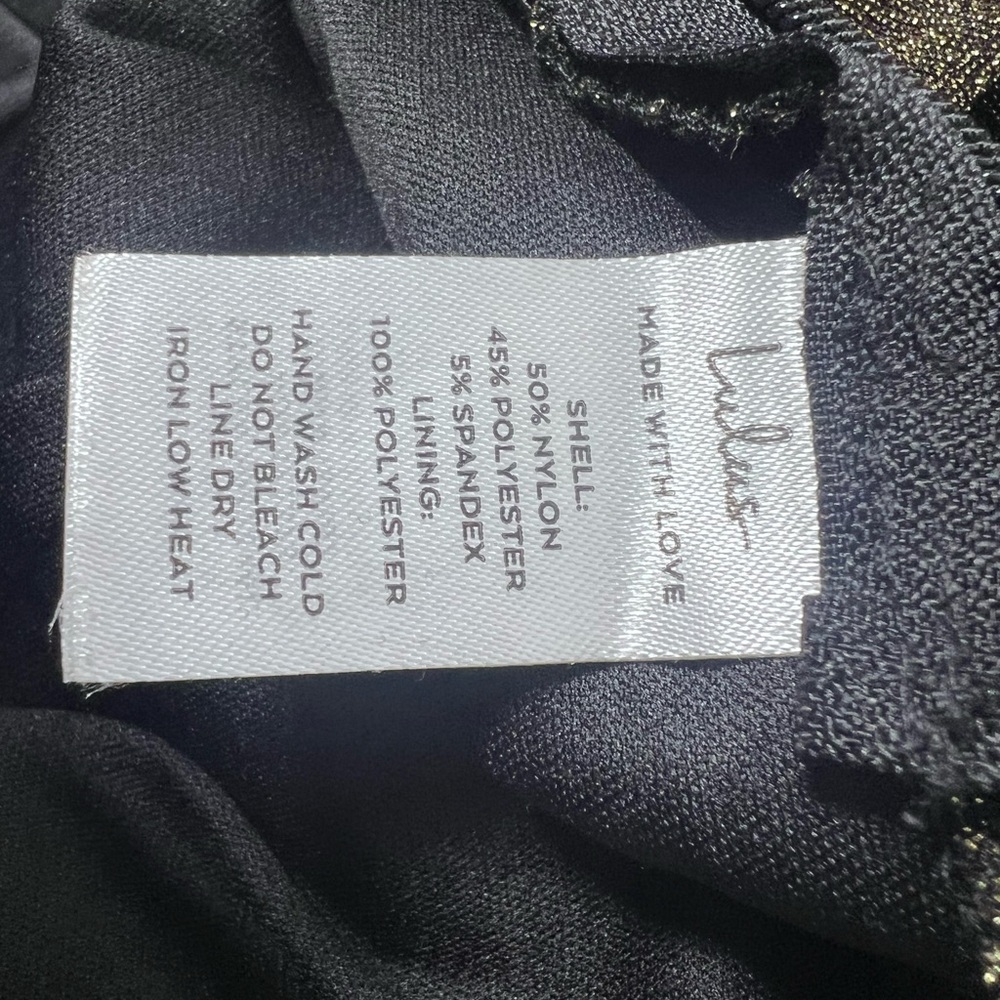 Lulus
MADE WITH LOVE
SHELL:
50% NYLON
45% POLYESTER
5% SPANDEX
LINING:
100% POLYESTER
HAND WASH COLD
DO NOT BLEACH
LINE DRY
IRON LOW HEAT